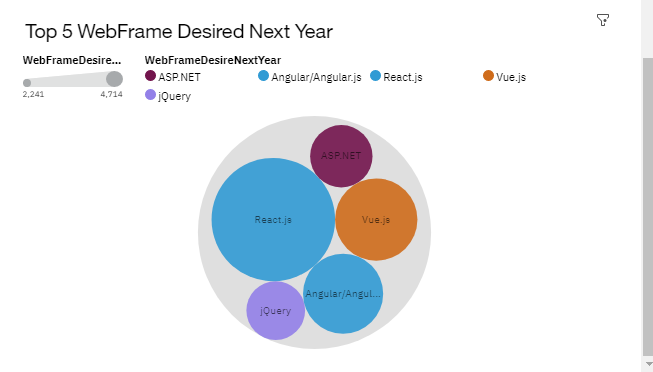 Top 5 WebFrame Desired Next Year
WebFrameDesire...
2,241 4,714
WebFrameDesireNextYear
ASP.NET Angular/Angular.js React.js Vue.js
jQuery
ASP.NET
React.js
Vue.js
Angular/Angul...
jQuery